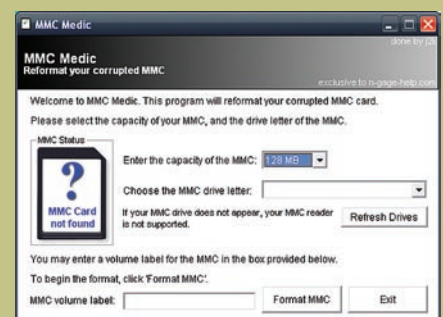 MMC Medic
done by j2i
MMC Medic
Reformat your corrupted MMC
exclusive to n-gage-help.com
Welcome to MMC Medic. This program will reformat your corrupted MMC card.
Please select the capacity of your MMC, and the drive letter of the MMC.
MMC Status
?
MMC Card
not found
Enter the capacity of the MMC: 128 MB
Choose the MMC drive letter:
If your MMC drive does not appear, your MMC reader
is not supported.
Refresh Drives
You may enter a volume label for the MMC in the box provided below.
To begin the format, click 'Format MMC'.
MMC volume label:
Format MMC
Exit